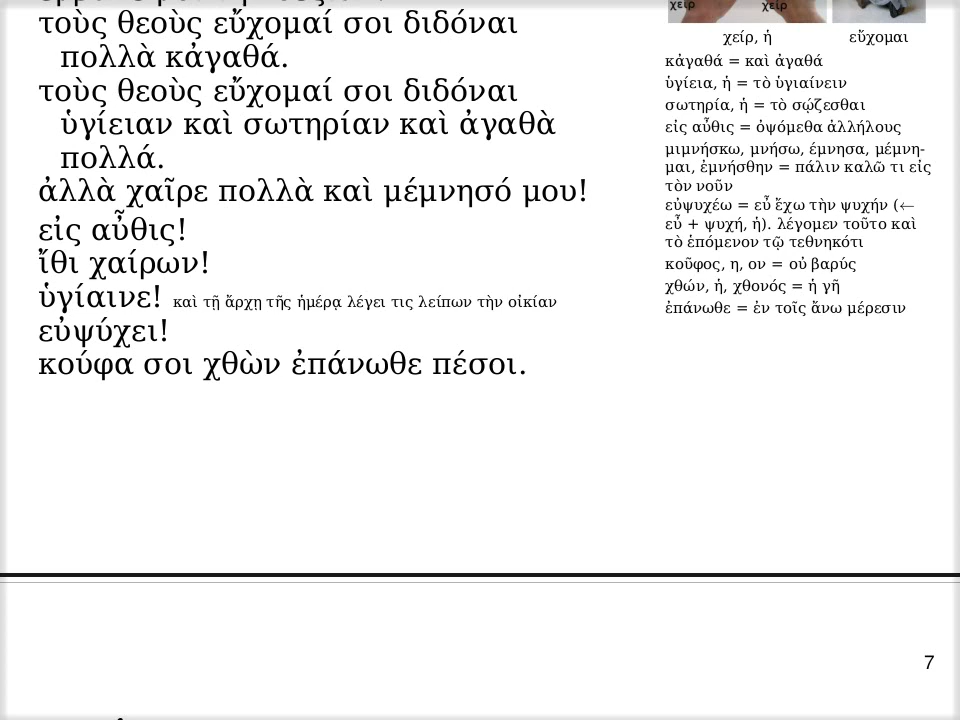 τοὺς θεοὺς εὔχομαί σοι διδόναι
πολλὰ κἀγαθά.
τοὺς θεοὺς εὔχομαί σοι διδόναι
ὑγίειαν καὶ σωτηρίαν καὶ ἀγαθὰ
πολλά.
ἀλλὰ χαῖρε πολλὰ καὶ μέμνησό μου!
εἰς αὖθις!
ἴθι χαίρων!
ὑγίαινε! καὶ τῇ ἄρχῃ τῆς ἡμέρᾳ λέγει τις λείπων τὴν οἰκίαν
εὐψύχει!
κούφα σοι χθὼν ἐπάνωθε πέσοι.
χείρ
χείρ
χείρ, ἡ
εὔχομαι
κἀγαθά = καὶ ἀγαθά
ὑγίεια, ἡ = τὸ ὑγιαίνειν
σωτηρία, ἡ = τὸ σῴζεσθαι
εἰς αὖθις = ὀψόμεθα ἀλλήλους
μιμνήσκω, μνήσω, έμνησα, μέμνη-
μαι, ἐμνήσθην = πάλιν καλῶ τι εἰς
τὸν νοῦν
εὐψυχέω = εὖ ἔχω τὴν ψυχήν (←
εὖ + ψυχή, ἡ). λέγομεν τοῦτο καὶ
τὸ ἑπόμενον τῷ τεθνηκότι
κοῦφος, η, ον = οὐ βαρύς
χθών, ἡ, χθονός = ἡ γῆ
ἐπάνωθε = ἐν τοῖς ἄνω μέρεσιν
7